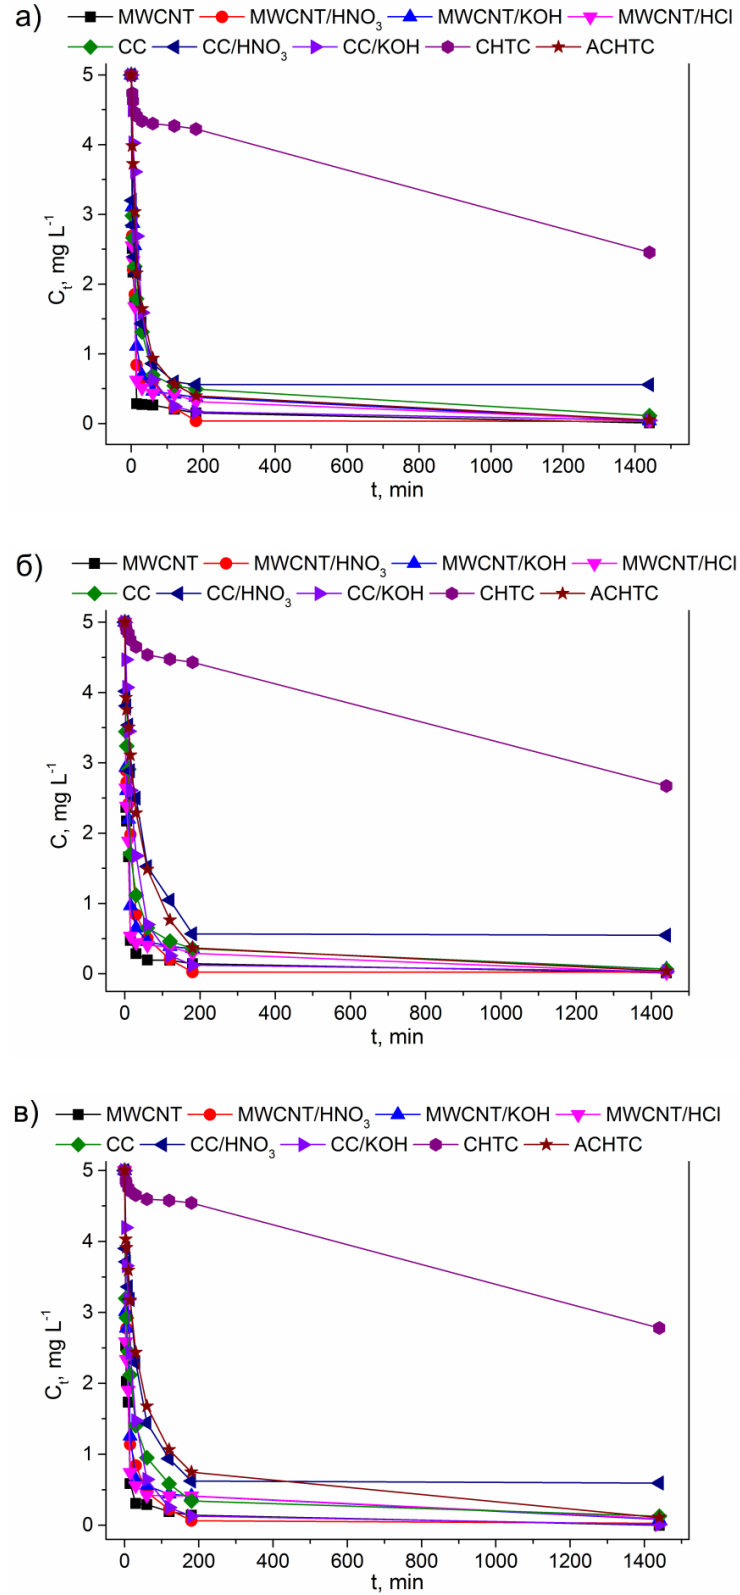 а)
MWCNT MWCNT/HNO₃ MWCNT/KOH MWCNT/HCl
CC CC/HNO₃ CC/KOH CHTC ACHTC
5
4
3
2
1
0
Cₜ, mg L⁻¹
0 200 400 600 800 1000 1200 1400
t, min
б)
MWCNT MWCNT/HNO₃ MWCNT/KOH MWCNT/HCl
CC CC/HNO₃ CC/KOH CHTC ACHTC
5
4
3
2
1
0
C, mg L⁻¹
0 200 400 600 800 1000 1200 1400
t, min
в)
MWCNT MWCNT/HNO₃ MWCNT/KOH MWCNT/HCl
CC CC/HNO₃ CC/KOH CHTC ACHTC
5
4
3
2
1
0
Cₜ, mg L⁻¹
0 200 400 600 800 1000 1200 1400
t, min